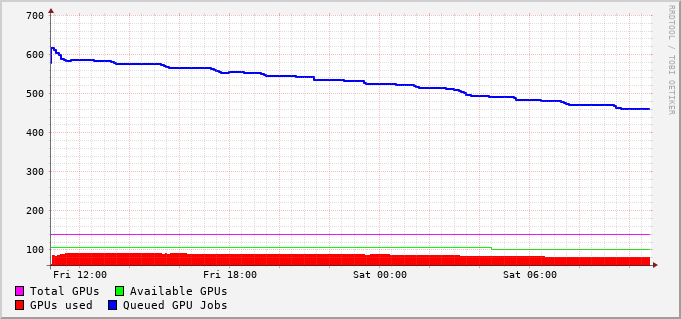 700
600
500
400
300
200
100
Fri 12:00 Fri 18:00 Sat 00:00 Sat 06:00
Total GPUs Available GPUs
GPUs used Queued GPU Jobs
RRDTOOL / TOBI OETIKER